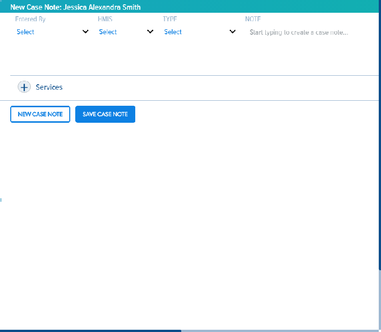 New Case Note: Jessica Alexandra Smith
Entered By HMIS TYPE NOTE
Select Select Select Start typing to create a case note...
Services
NEW CASE NOTE SAVE CASE NOTE